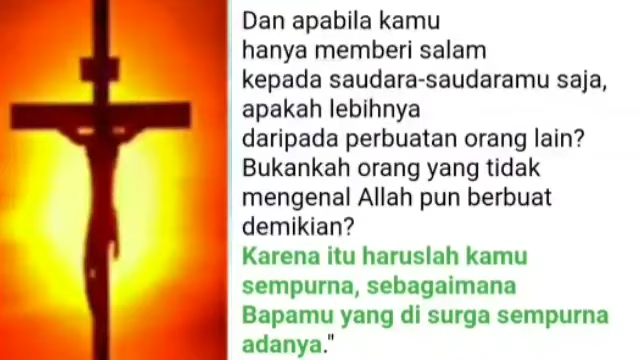 Dan apabila kamu
hanya memberi salam
kepada saudara-saudaramu saja,
apakah lebihnya
daripada perbuatan orang lain?
Bukankah orang yang tidak
mengenal Allah pun berbuat
demikian?
Karena itu haruslah kamu
sempurna, sebagaimana
Bapamu yang di surga sempurna
adanya."